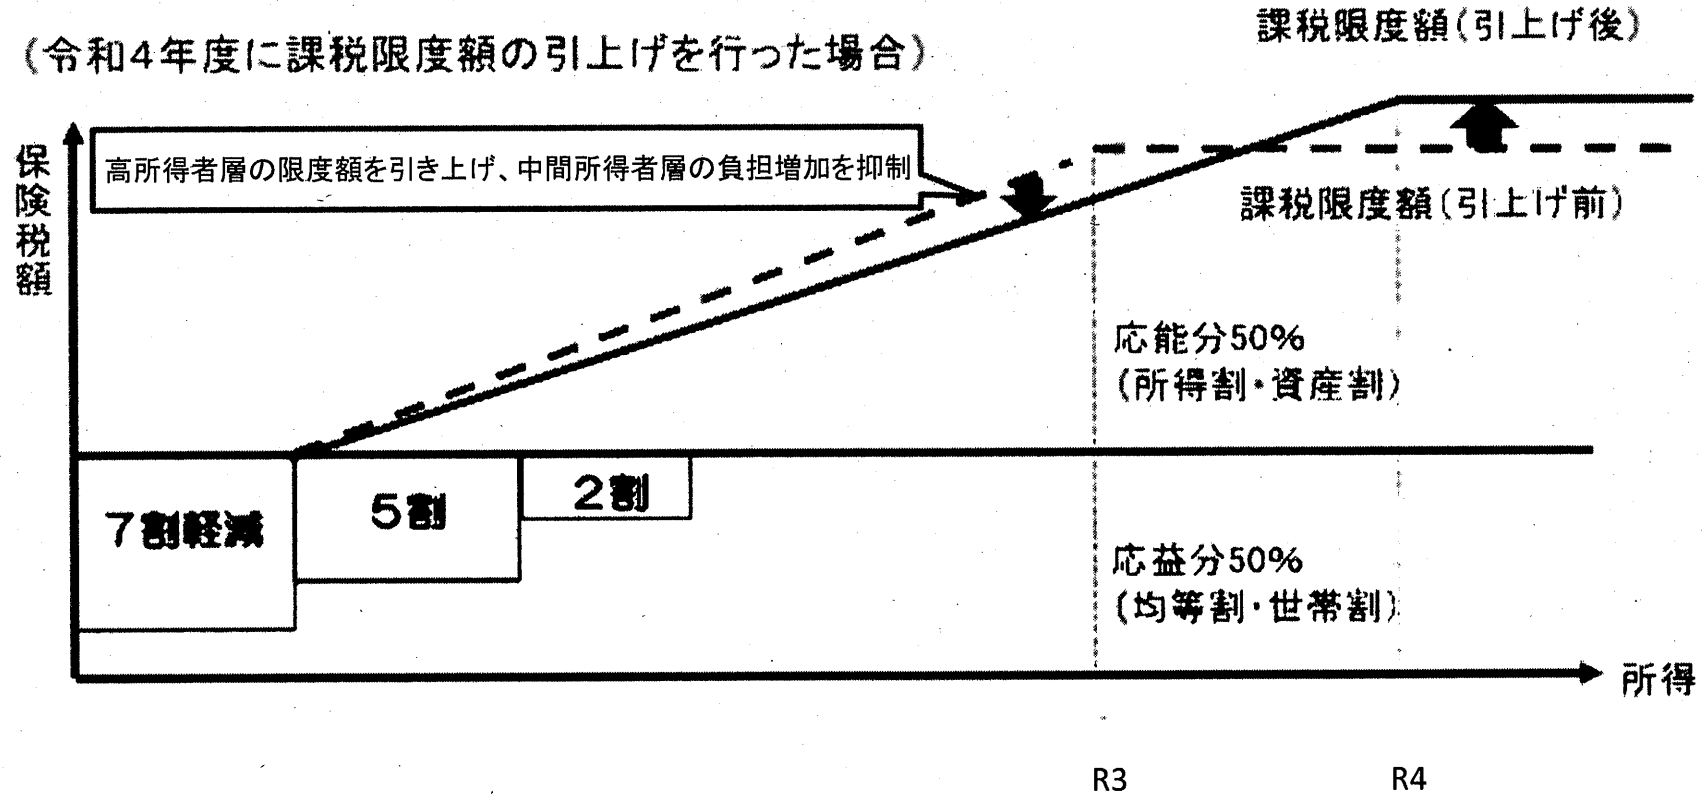 課税限度額(引上げ後)
(令和4年度に課税限度額の引上げを行った場合)
保険税額
高所得者層の限度額を引き上げ、中間所得者層の負担増加を抑制
課税限度額(引上げ前)
応能分50%
(所得割・資産割)
7割軽減
5割
2割
応益分50%
(均等割・世帯割)
所得
R3
R4